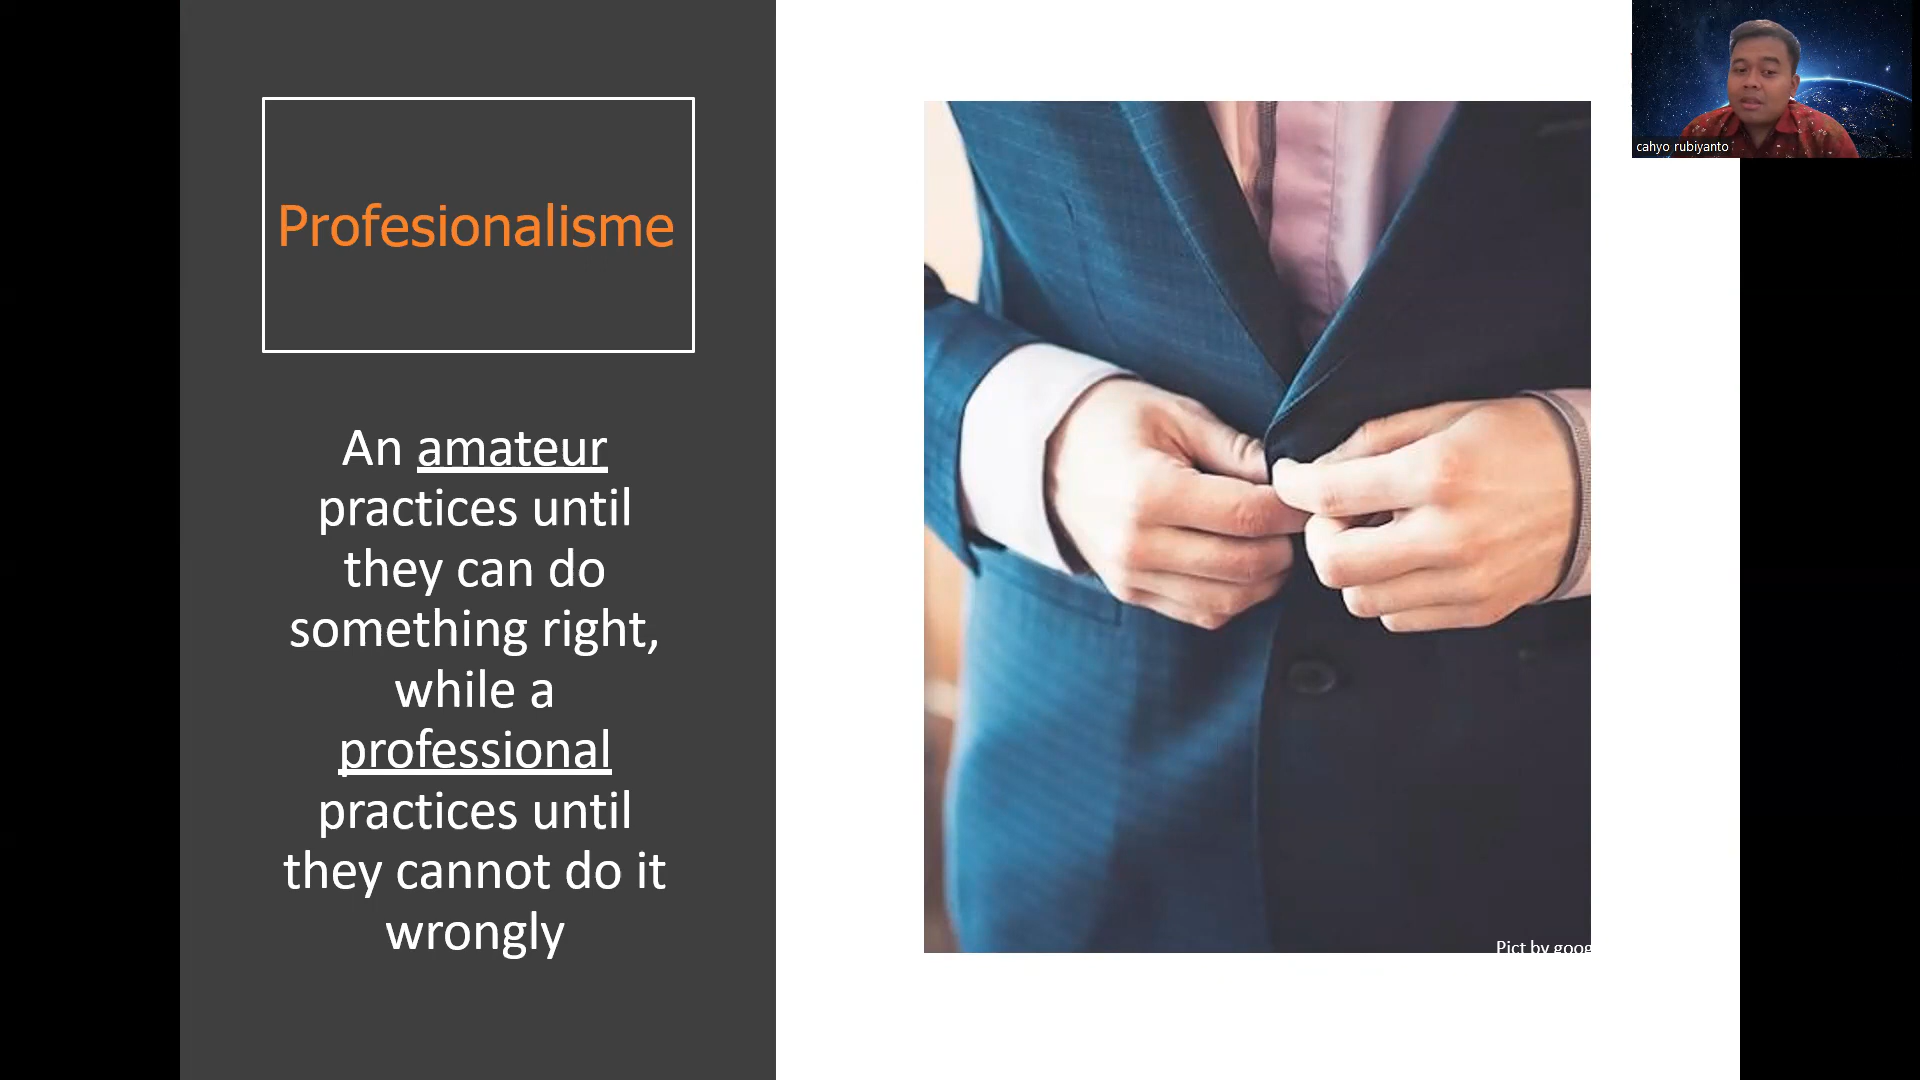 Profesionalisme
An amateur
practices until
they can do
something right,
while a
professional
practices until
they cannot do it
wrongly
Pict by goog
cahyo rubiyanto